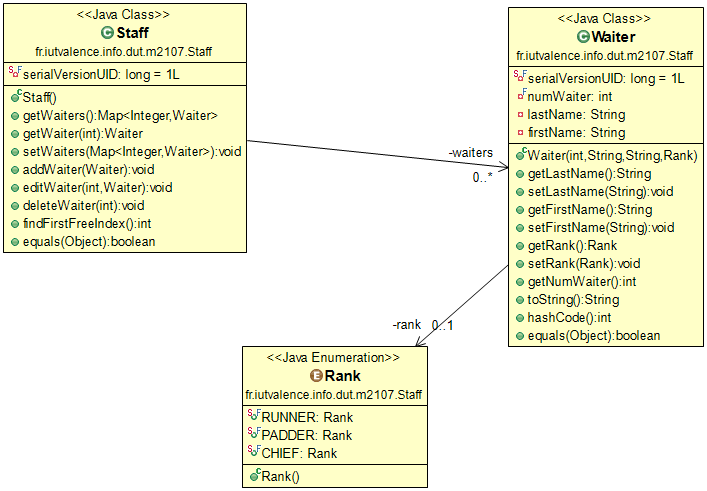 <<Java Class>>
Staff
fr.iutvalence.info.dut.m2107.Staff
serialVersionUID: long = 1L
Staff()
getWaiters():Map<Integer,Waiter>
getWaiter(int):Waiter
setWaiters(Map<Integer,Waiter>):void
addWaiter(Waiter):void
editWaiter(int,Waiter):void
deleteWaiter(int):void
findFirstFreeIndex():int
equals(Object):boolean
-waiters
0..*
<<Java Class>>
Waiter
fr.iutvalence.info.dut.m2107.Staff
serialVersionUID: long = 1L
numWaiter: int
lastName: String
firstName: String
Waiter(int,String,String,Rank)
getLastName():String
setLastName(String):void
getFirstName():String
setFirstName(String):void
getRank():Rank
setRank(Rank):void
getNumWaiter():int
toString():String
hashCode():int
equals(Object):boolean
-rank 0..1
<<Java Enumeration>>
Rank
fr.iutvalence.info.dut.m2107.Staff
RUNNER: Rank
PADDER: Rank
CHIEF: Rank
Rank()